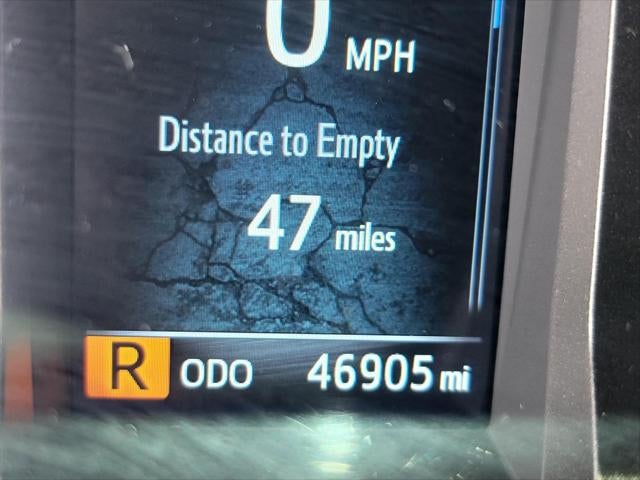 0 MPH
Distance to Empty
47 miles
R ODO 46905 mi